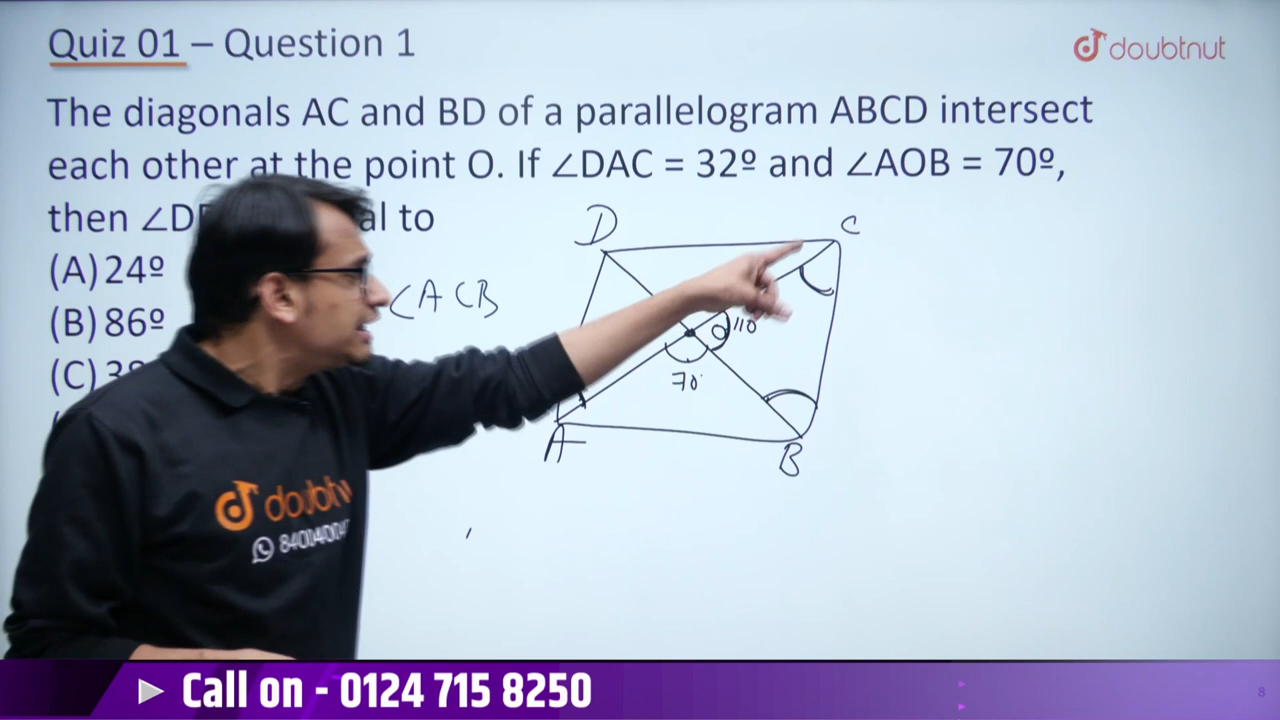 Quiz 01 – Question 1
doubtnut
The diagonals AC and BD of a parallelogram ABCD intersect
each other at the point O. If ∠DAC = 32º and ∠AOB = 70º,
then al to
(A) 24º
(B) 86º
(C)
∠ACB
D
C
O 110
70°
A
B
doubtn
Call on - 0124 715 8250
8